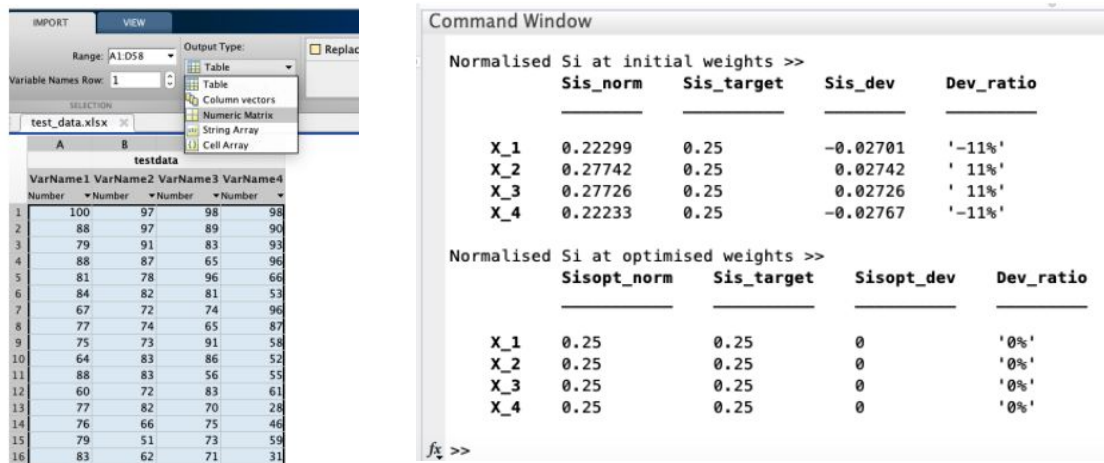 IMPORT VIEW
Range: A1:D58
Output Type:
Replac
Variable Names Row: 1
Table
Table
Column vectors
SELECTION
Numeric Matrix
test_data.xlsx
String Array
Cell Array
A B
testdata
VarName1 VarName2 VarName3 VarName4
Number Number Number Number
1 100 97 98 98
2 88 97 89 90
3 79 91 83 93
4 88 87 65 96
5 81 78 96 66
6 84 82 81 53
7 67 72 74 96
8 77 74 65 87
9 75 73 91 58
10 64 83 86 52
11 88 83 56 55
12 60 72 83 61
13 77 82 70 28
14 76 66 75 46
15 79 51 73 59
16 83 62 71 31
Command Window
Normalised Si at initial weights >>
Sis_norm Sis_target Sis_dev Dev_ratio
X_1 0.22299 0.25 -0.02701 '-11%'
X_2 0.27742 0.25 0.02742 ' 11%'
X_3 0.27726 0.25 0.02726 ' 11%'
X_4 0.22233 0.25 -0.02767 '-11%'
Normalised Si at optimised weights >>
Sisopt_norm Sis_target Sisopt_dev Dev_ratio
X_1 0.25 0.25 0 '0%'
X_2 0.25 0.25 0 '0%'
X_3 0.25 0.25 0 '0%'
X_4 0.25 0.25 0 '0%'
fx >>